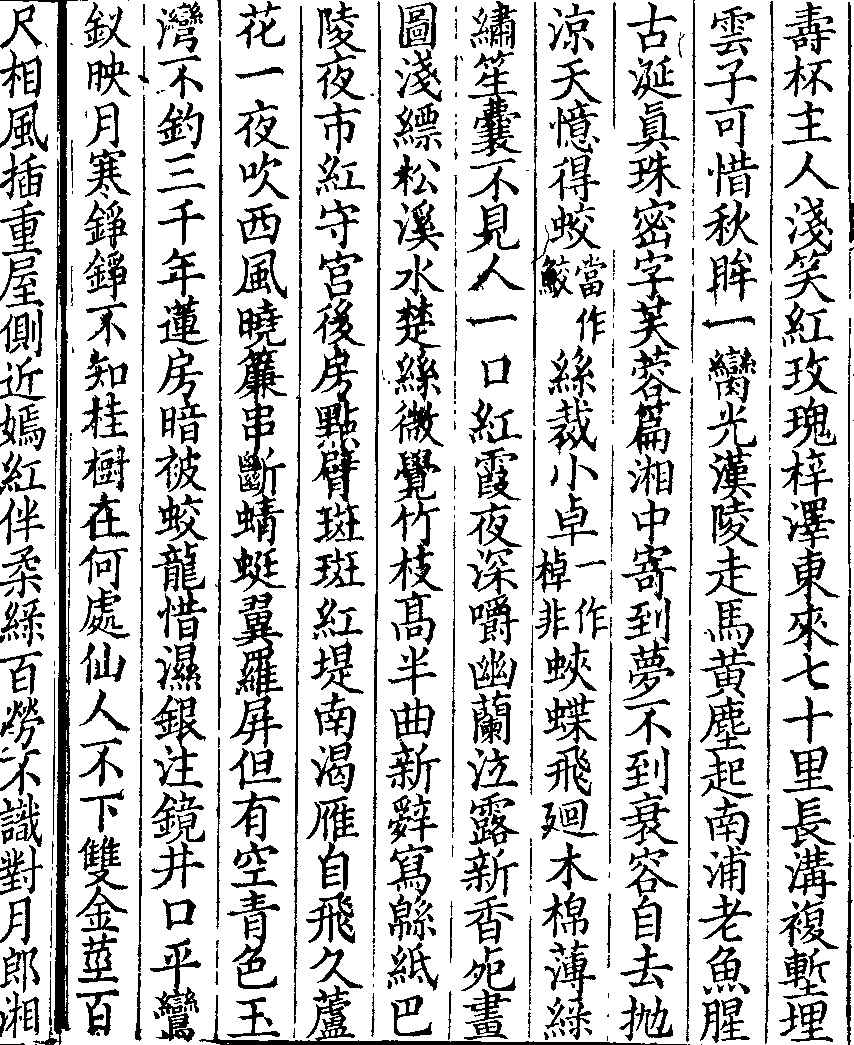 壽杯主人淺笑紅玫瑰梓澤東來七十里長溝複塹埋
雲子可惜秋眸一臠光漢陵走馬黃塵起南浦老魚腥
古涎眞珠密字芙蓉篇湘中寄到夢不到衰容自去抛
涼天憶得蛟當作鮫絲裁小卓一作棹非蛺蝶飛廻木棉薄綠
繡笙囊不見人一口紅霞夜深嚼幽蘭泣露新香死畫
圖淺縹松溪水楚絲微覺竹枝高半曲新辭寫緜紙巴
陵夜市紅守宮後房點臂斑斑紅堤南渴雁自飛久蘆
花一夜吹西風曉簾串斷蜻蜓翼羅屏但有空青色玉
灣不釣三千年蓮房暗被蛟龍惜濕銀注鏡井口平鸞
釵映月寒錚錚不知桂樹在何處仙人不下雙金莖百
尺相風插重屋側近嫣紅伴柔綠百勞不識對月郎湘